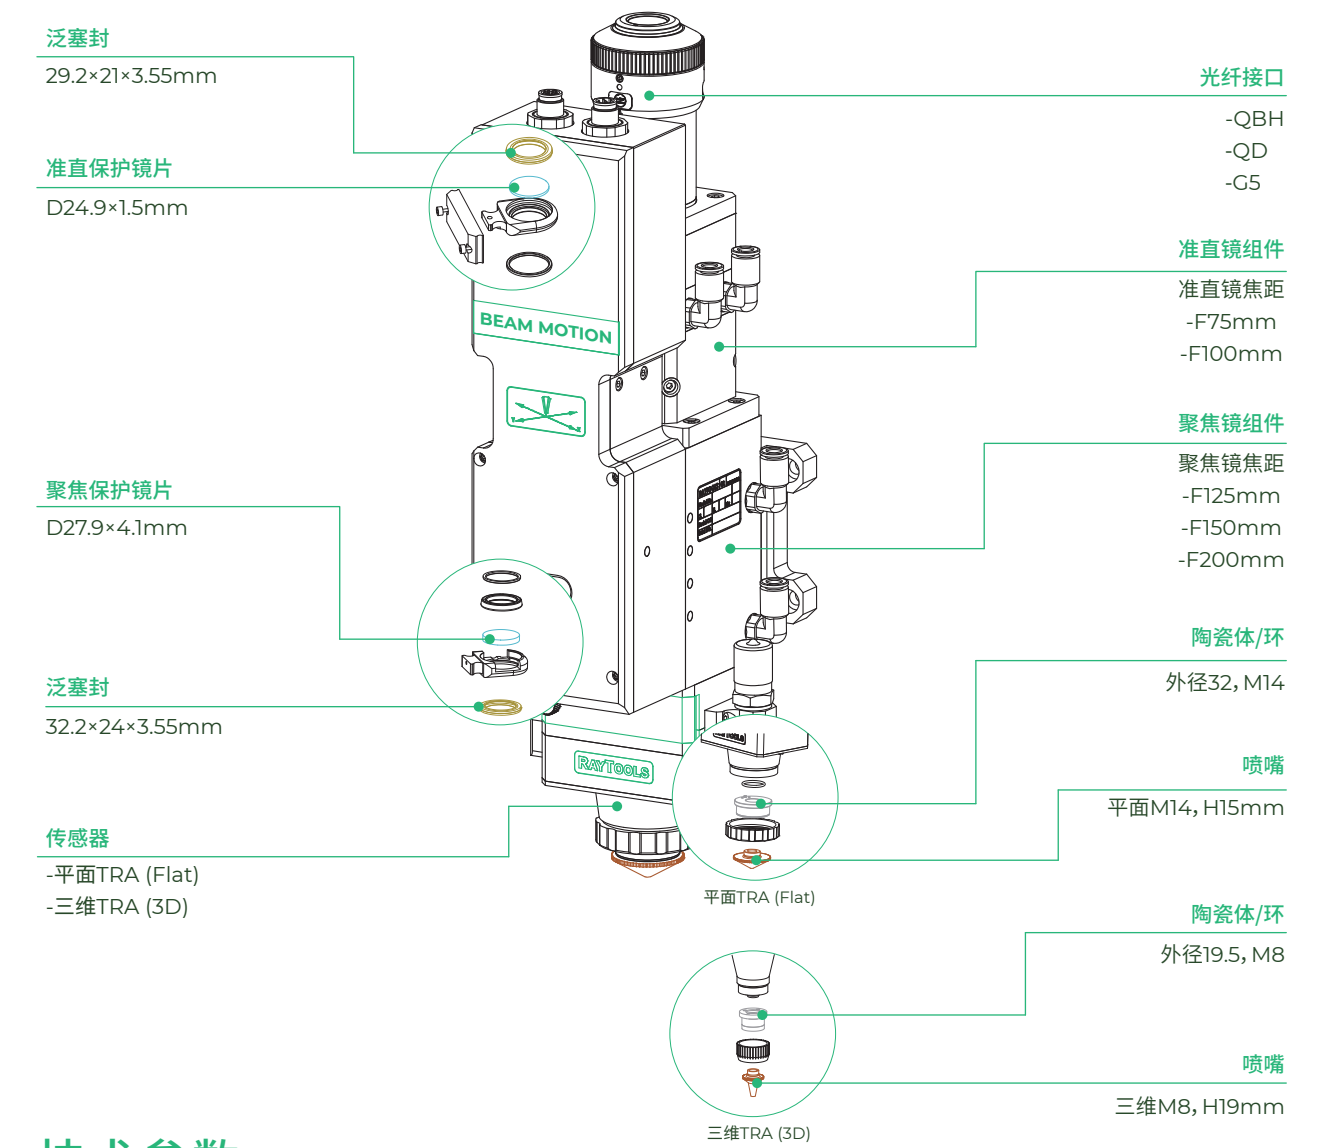 泛塞封
29.2×21×3.55mm
准直保护镜片
D24.9×1.5mm
聚焦保护镜片
D27.9×4.1mm
泛塞封
32.2×24×3.55mm
传感器
-平面TRA (Flat)
-三维TRA (3D)
BEAM MOTION
RAYTOOLS
光纤接口
-QBH
-QD
-G5
准直镜组件
准直镜焦距
-F75mm
-F100mm
聚焦镜组件
聚焦镜焦距
-F125mm
-F150mm
-F200mm
陶瓷体/环
外径32, M14
喷嘴
平面M14, H15mm
平面TRA (Flat)
陶瓷体/环
外径19.5, M8
喷嘴
三维M8, H19mm
三维TRA (3D)
技术参数